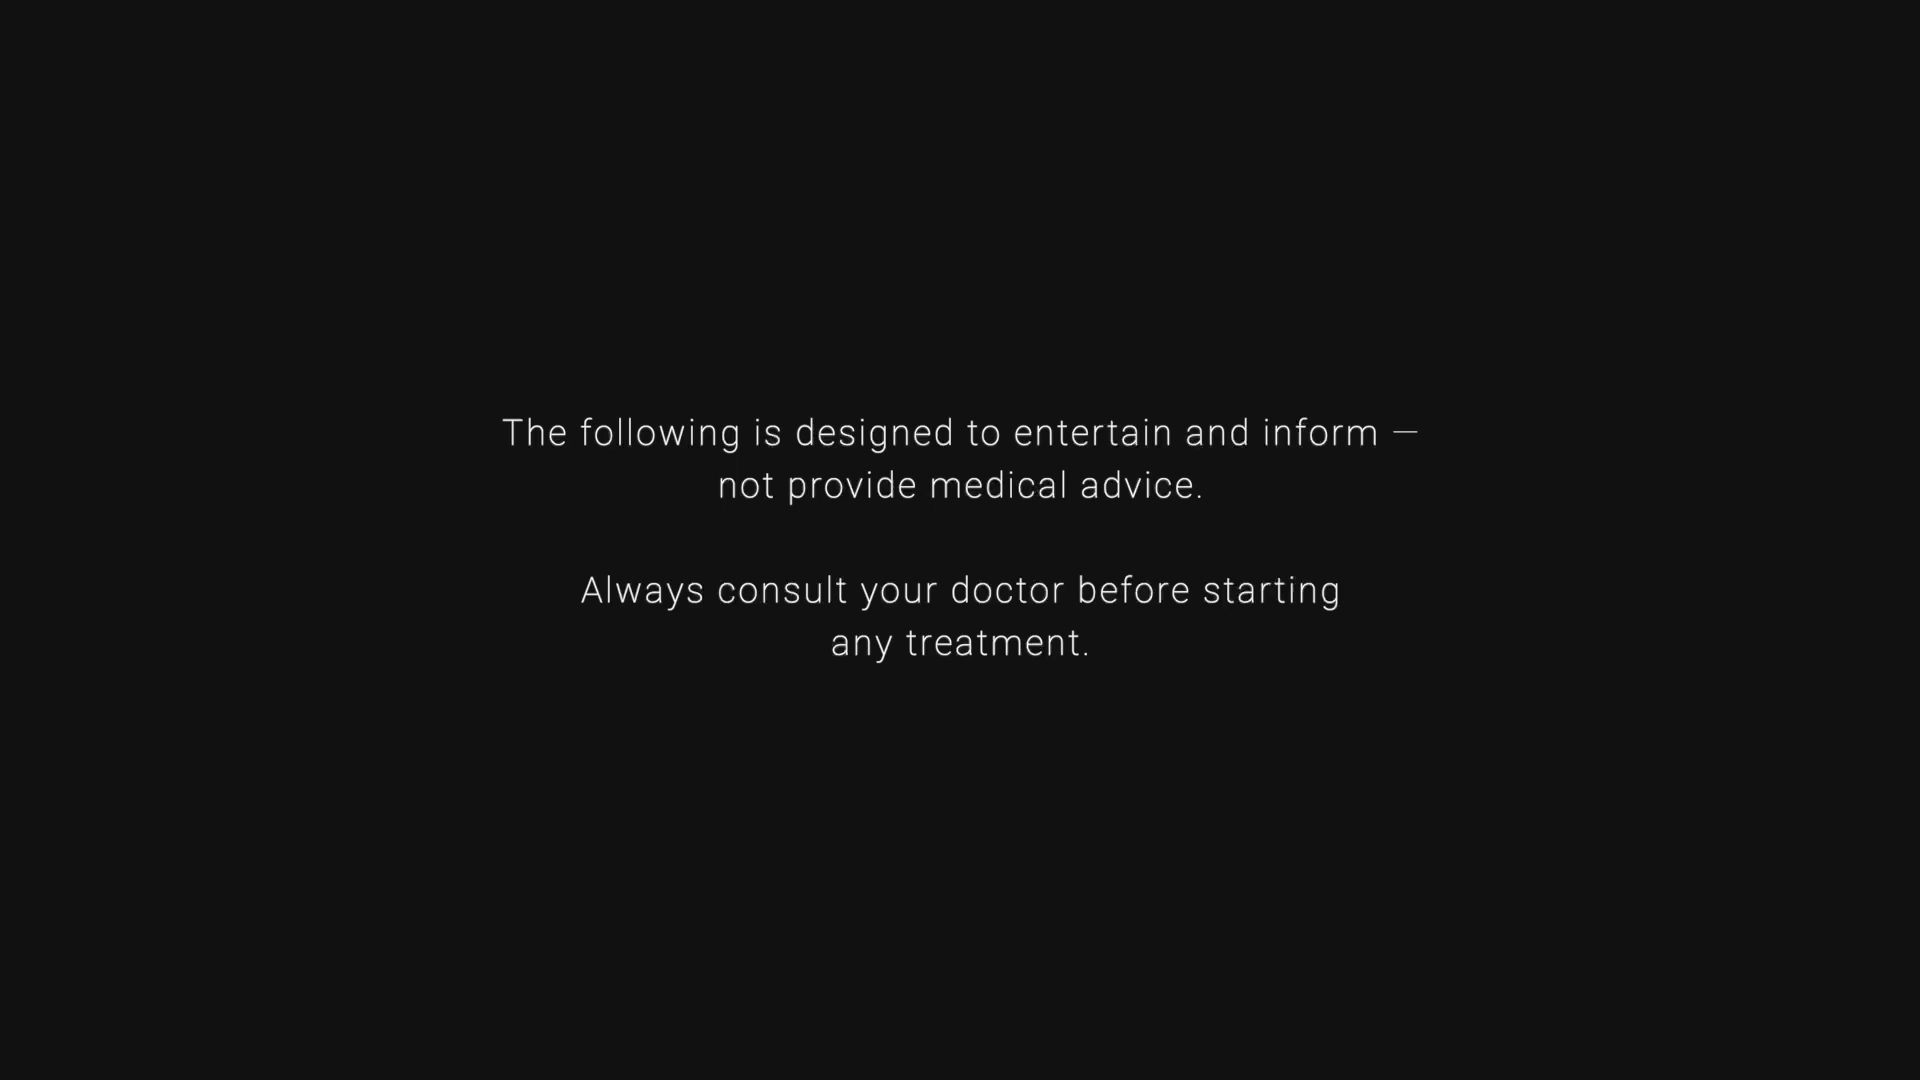 The following is designed to entertain and inform —
not provide medical advice.
Always consult your doctor before starting
any treatment.